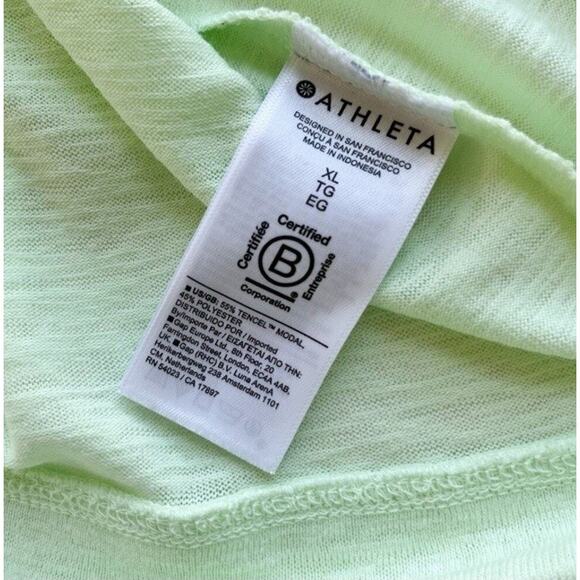 ATHLETA
DESIGNED IN SAN FRANCISCO
CONÇU À SAN FRANCISCO
MADE IN INDONESIA
XL
TG
EG
Certified
Certifiée
B
Entreprise
Corporation
US/GB: 55% TENCEL™ MODAL,
45% POLYESTER
DISTRIBUIDO POR / Imported
By/Importe Par / ΕΙΣΑΓΕΤΑΙ ΑΠΟ ΤΗΝ:
Gap Europe Ltd., 8th Floor, 20
Farringdon Street, London, EC4A 4AB,
UK. Gap (RHC) B.V. Luna ArenA
Herikerbergweg 238 Amsterdam 1101
CM, Netherlands
RN 54023 / CA 17897